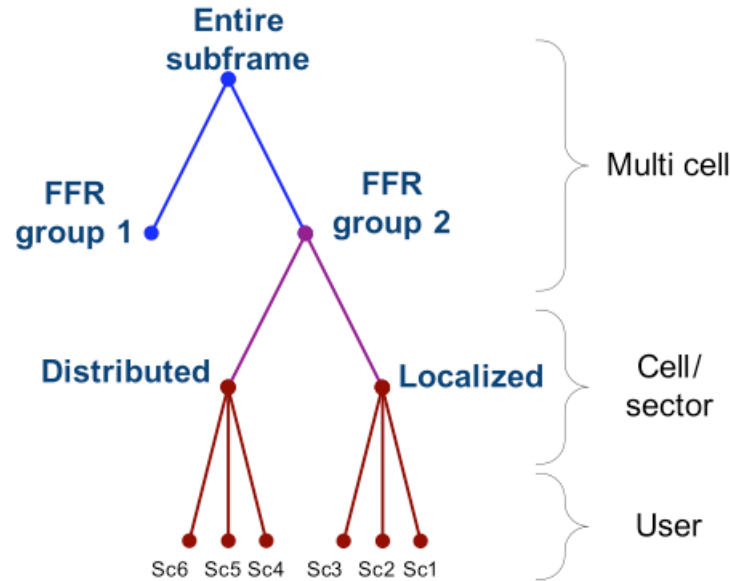 Entire
subframe
Multi cell
FFR
group 1
FFR
group 2
Distributed
Localized
Cell/
sector
User
Sc6 Sc5 Sc4 Sc3 Sc2 Sc1